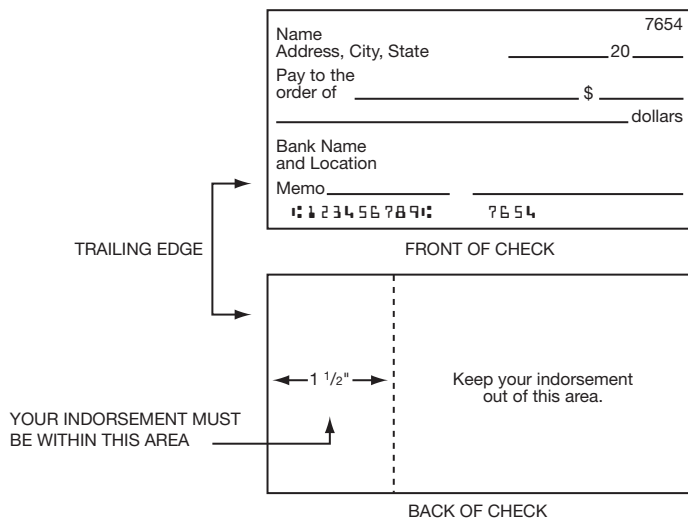 7654
Name
Address, City, State 20
Pay to the
order of $
dollars
Bank Name
and Location
Memo
⑆123456789⑆ 7654
TRAILING EDGE
FRONT OF CHECK
1 1/2"
Keep your indorsement
out of this area.
YOUR INDORSEMENT MUST
BE WITHIN THIS AREA
BACK OF CHECK